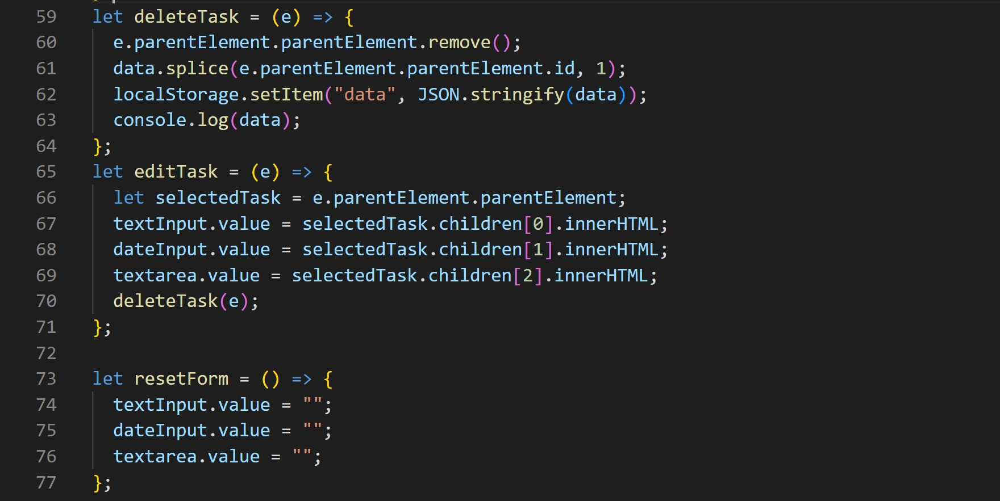 59 let deleteTask = (e) => {
60 e.parentElement.parentElement.remove();
61 data.splice(e.parentElement.parentElement.id, 1);
62 localStorage.setItem("data", JSON.stringify(data));
63 console.log(data);
64 };
65 let editTask = (e) => {
66 let selectedTask = e.parentElement.parentElement;
67 textInput.value = selectedTask.children[0].innerHTML;
68 dateInput.value = selectedTask.children[1].innerHTML;
69 textarea.value = selectedTask.children[2].innerHTML;
70 deleteTask(e);
71 };
72
73 let resetForm = () => {
74 textInput.value = "";
75 dateInput.value = "";
76 textarea.value = "";
77 };